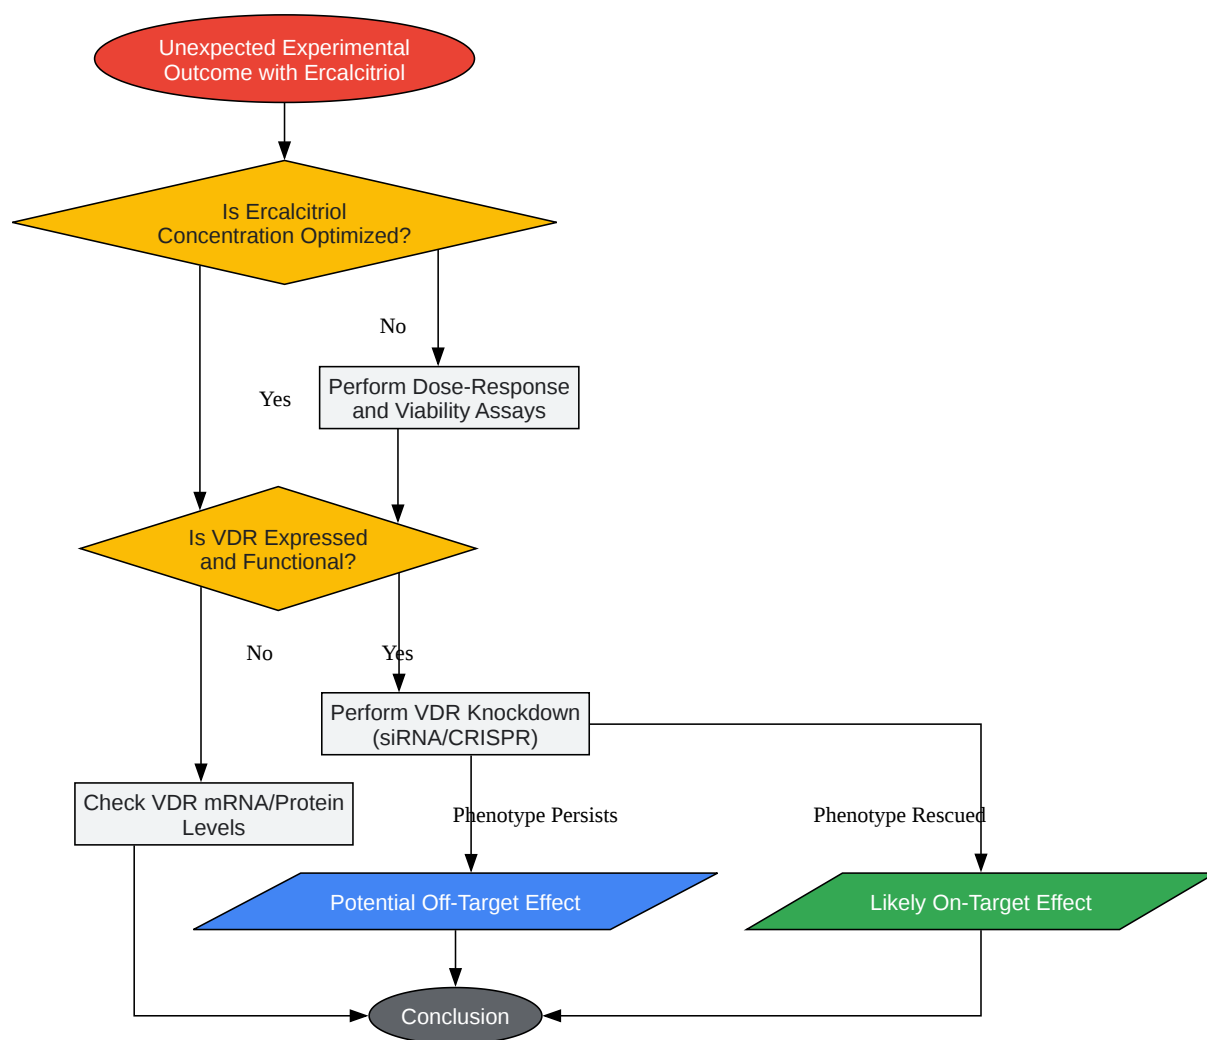 Unexpected Experimental
Outcome with Ercalcitriol
Is Ercalcitriol
Concentration Optimized?
No
Perform Dose-Response
and Viability Assays
Yes
Is VDR Expressed
and Functional?
No
Yes
Perform VDR Knockdown
(siRNA/CRISPR)
Check VDR mRNA/Protein
Levels
Phenotype Persists
Phenotype Rescued
Potential Off-Target Effect
Likely On-Target Effect
Conclusion